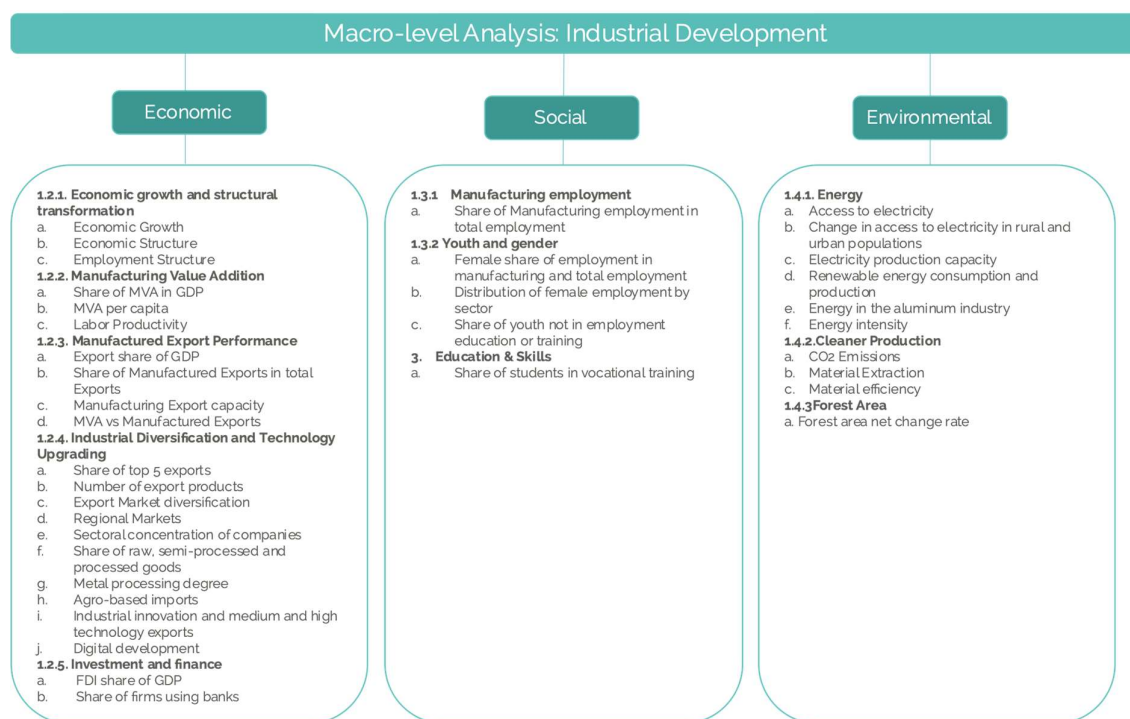 Macro-level Analysis: Industrial Development
Economic
Social
Environmental
1.2.1. Economic growth and structural
transformation
a. Economic Growth
b. Economic Structure
c. Employment Structure
1.2.2. Manufacturing Value Addition
a. Share of MVA in GDP
b. MVA per capita
c. Labor Productivity
1.2.3. Manufactured Export Performance
a. Export share of GDP
b. Share of Manufactured Exports in total
Exports
c. Manufacturing Export capacity
d. MVA vs Manufactured Exports
1.2.4. Industrial Diversification and Technology
Upgrading
a. Share of top 5 exports
b. Number of export products
c. Export Market diversification
d. Regional Markets
e. Sectoral concentration of companies
f. Share of raw, semi-processed and
processed goods
g. Metal processing degree
h. Agro-based imports
i. Industrial innovation and medium and high
technology exports
j. Digital development
1.2.5. Investment and finance
a. FDI share of GDP
b. Share of firms using banks
1.3.1 Manufacturing employment
a. Share of Manufacturing employment in
total employment
1.3.2 Youth and gender
a. Female share of employment in
manufacturing and total employment
b. Distribution of female employment by
sector
c. Share of youth not in employment
education or training
3. Education & Skills
a. Share of students in vocational training
1.4.1. Energy
a. Access to electricity
b. Change in access to electricity in rural and
urban populations
c. Electricity production capacity
d. Renewable energy consumption and
production
e. Energy in the aluminum industry
f. Energy intensity
1.4.2.Cleaner Production
a. CO2 Emissions
b. Material Extraction
c. Material efficiency
1.4.3Forest Area
a. Forest area net change rate